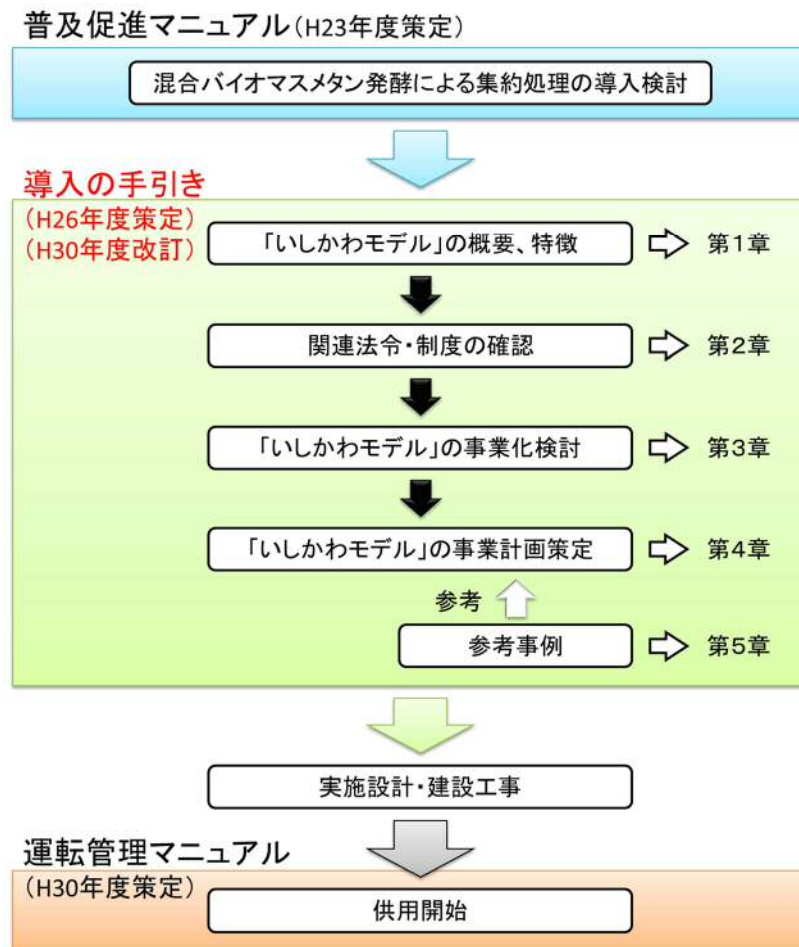 普及促進マニュアル(H23年度策定)
混合バイオマスメタン発酵による集約処理の導入検討
導入の手引き
(H26年度策定)
(H30年度改訂)
「いしかわモデル」の概要、特徴
第1章
関連法令・制度の確認
第2章
「いしかわモデル」の事業化検討
第3章
「いしかわモデル」の事業計画策定
第4章
参考
参考事例
第5章
実施設計・建設工事
運転管理マニュアル
(H30年度策定)
供用開始